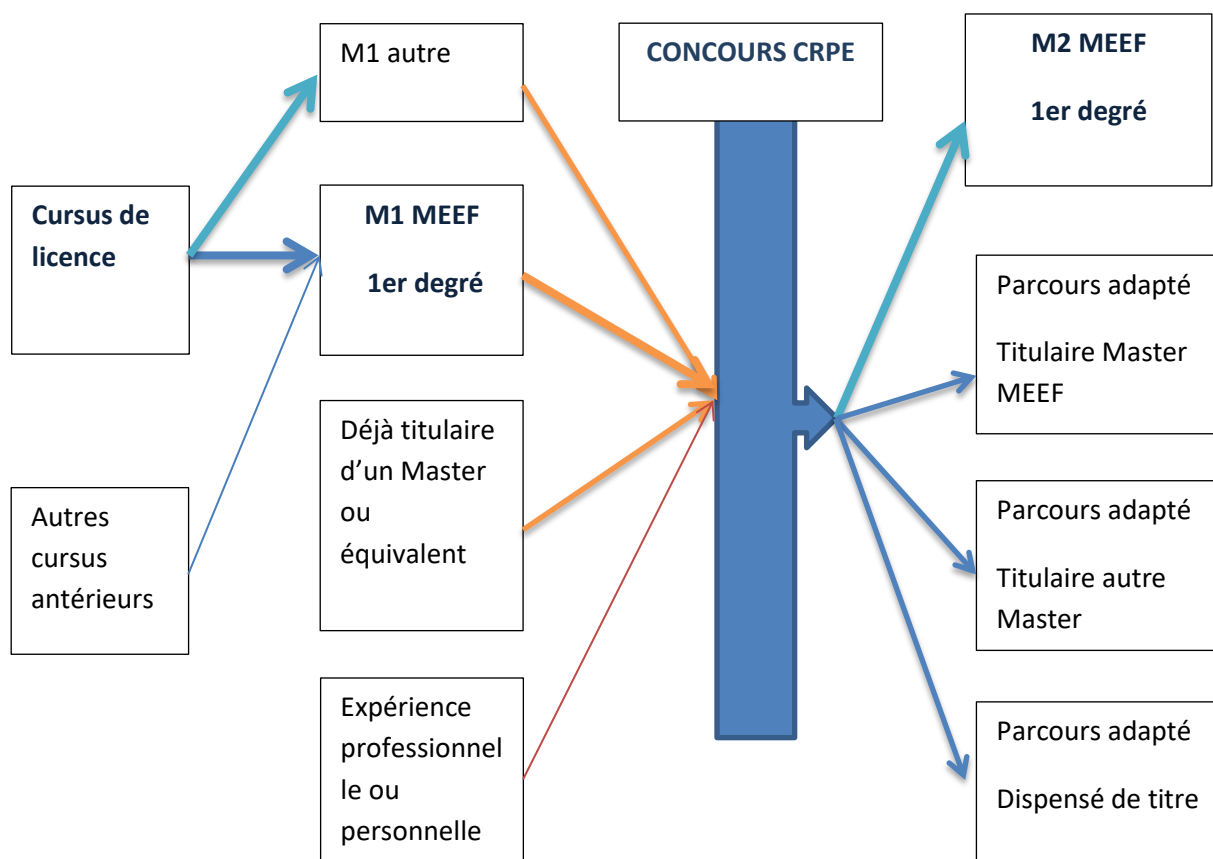 M1 autre
CONCOURS CRPE
M2 MEEF
1er degré
Cursus de
licence
M1 MEEF
1er degré
Parcours adapté
Titulaire Master
MEEF
Déjà titulaire
d’un Master
ou
équivalent
Autres
cursus
antérieurs
Parcours adapté
Titulaire autre
Master
Expérience
professionnel
le ou
personnelle
Parcours adapté
Dispensé de titre